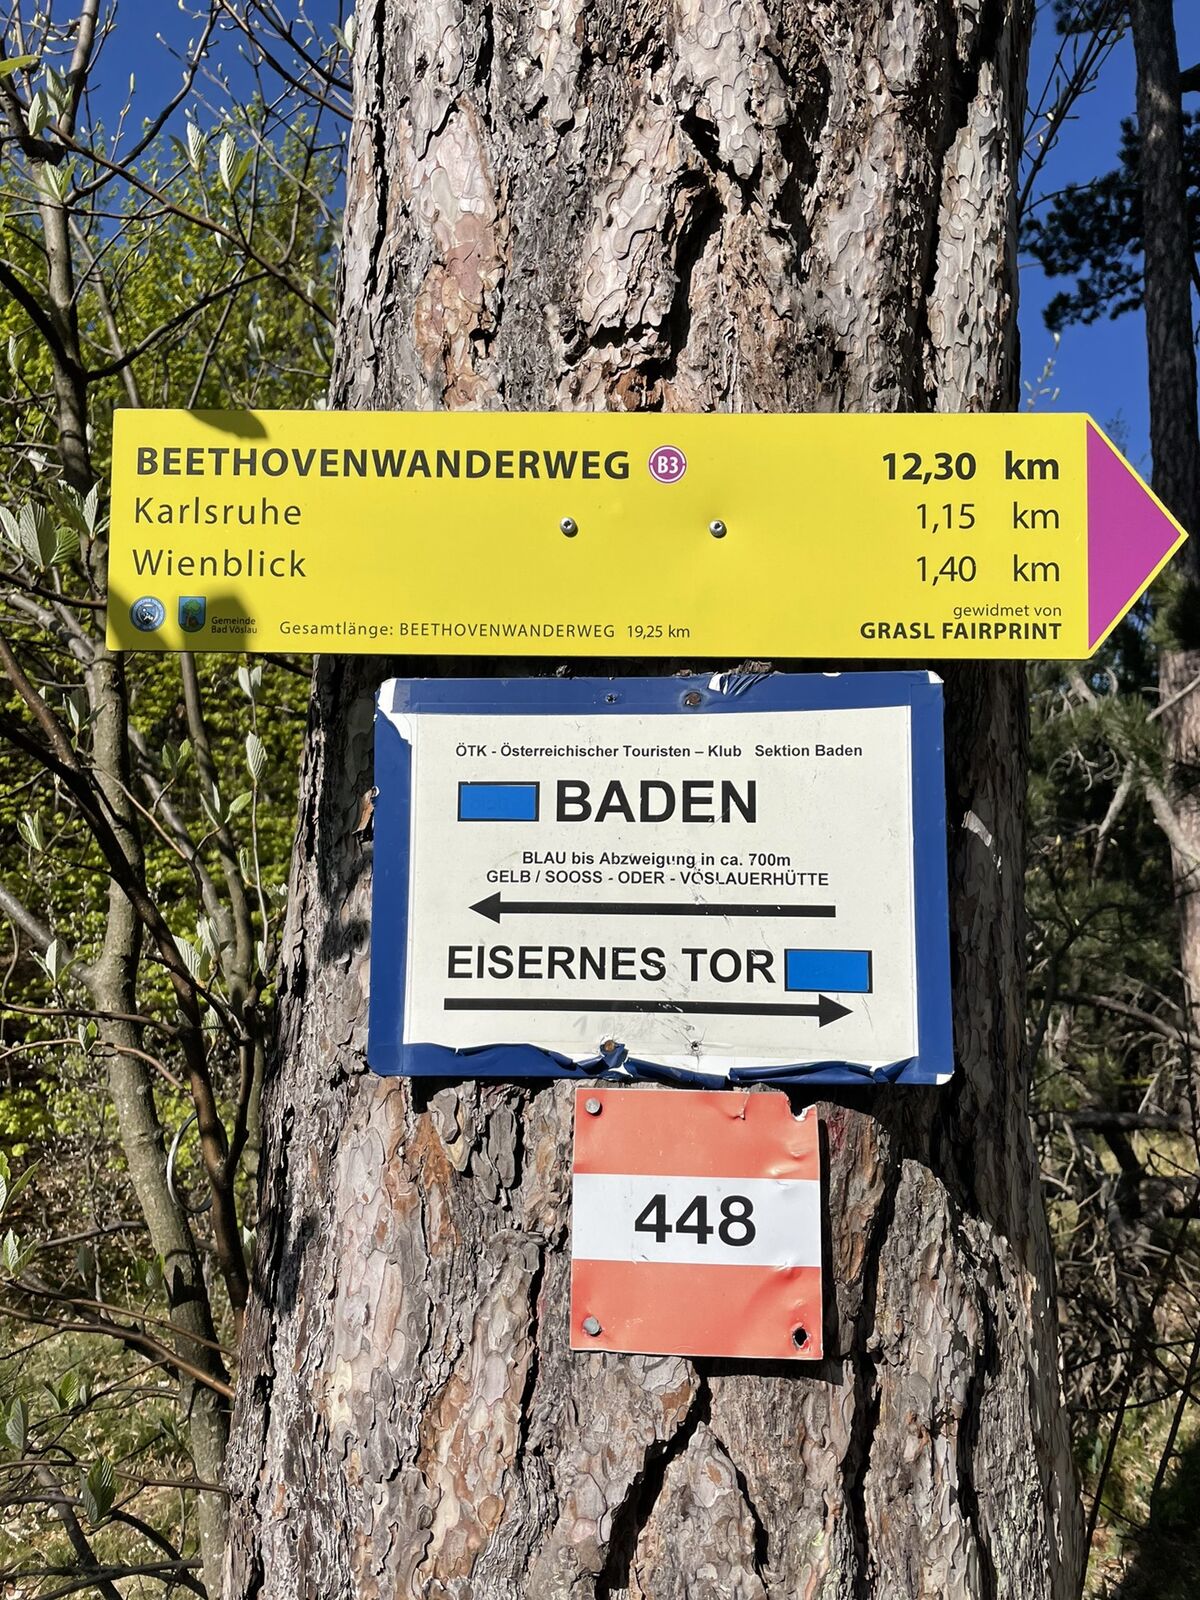 BEETHOVENWANDERWEG B3 12,30 km
Karlsruhe 1,15 km
Wienblick 1,40 km
gewidmet von
Gemeinde
Bad Vöslau
Gesamtlänge: BEETHOVENWANDERWEG 19,25 km
GRASL FAIRPRINT
ÖTK - Österreichischer Touristen – Klub Sektion Baden
BADEN
BLAU bis Abzweigung in ca. 700m
GELB / SOOSS - ODER - VÖSLAUERHÜTTE
EISERNES TOR
448